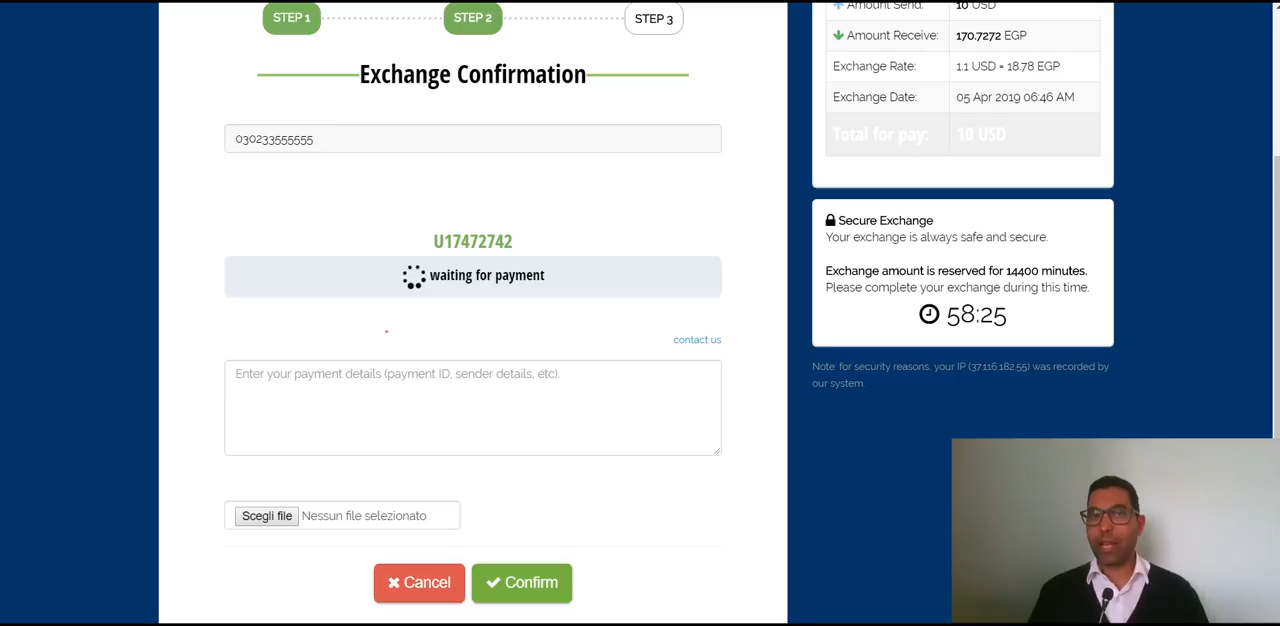 STEP 1
STEP 2
STEP 3
Exchange Confirmation
030233555555
U17472742
waiting for payment
*
contact us
Enter your payment details (payment ID, sender details, etc).
Scegli file Nessun file selezionato
Cancel
Confirm
Amount Send: 10 USD
Amount Receive: 170.7272 EGP
Exchange Rate: 1.1 USD = 18.78 EGP
Exchange Date: 05 Apr 2019 06:46 AM
Total for pay: 10 USD
Secure Exchange
Your exchange is always safe and secure.
Exchange amount is reserved for 14400 minutes.
Please complete your exchange during this time.
58:25
Note: for security reasons, your IP (37.116.182.55) was recorded by
our system.